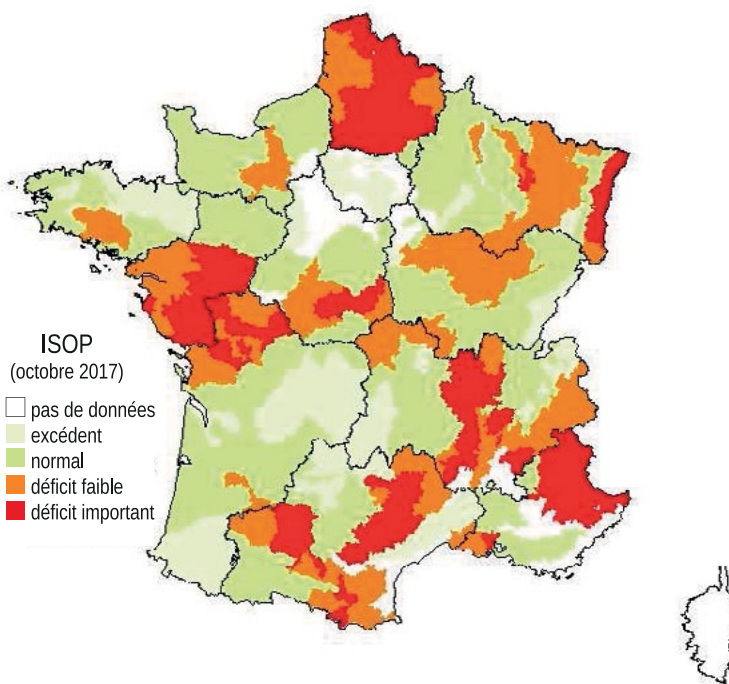 ISOP
(octobre 2017)
pas de données
excédent
normal
déficit faible
déficit important